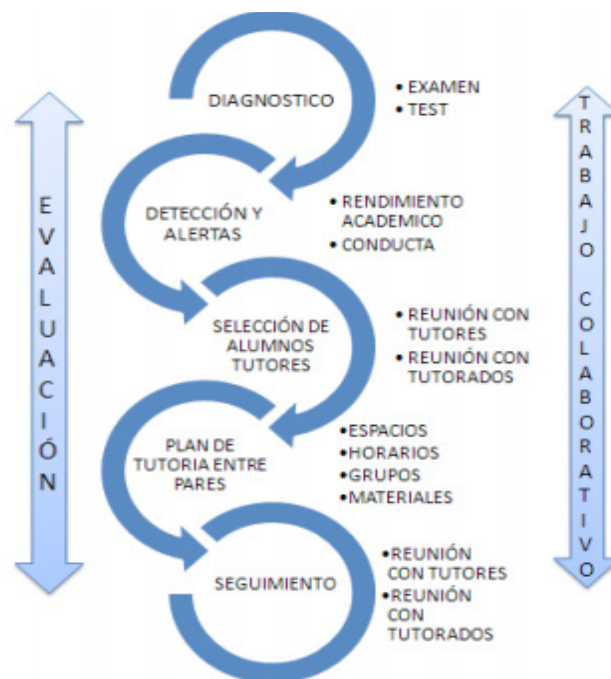 DIAGNOSTICO
• EXAMEN
• TEST
DETECCIÓN Y
ALERTAS
• RENDIMIENTO
ACADEMICO
• CONDUCTA
SELECCIÓN DE
ALUMNOS
TUTORES
• REUNIÓN CON
TUTORES
• REUNIÓN CON
TUTORADOS
PLAN DE
TUTORIA ENTRE
PARES
•ESPACIOS
•HORARIOS
•GRUPOS
•MATERIALES
SEGUIMIENTO
•REUNIÓN
CON TUTORES
•REUNIÓN
CON
TUTORADOS
EVALUACIÓN
TRABAJO COLABORATIVO